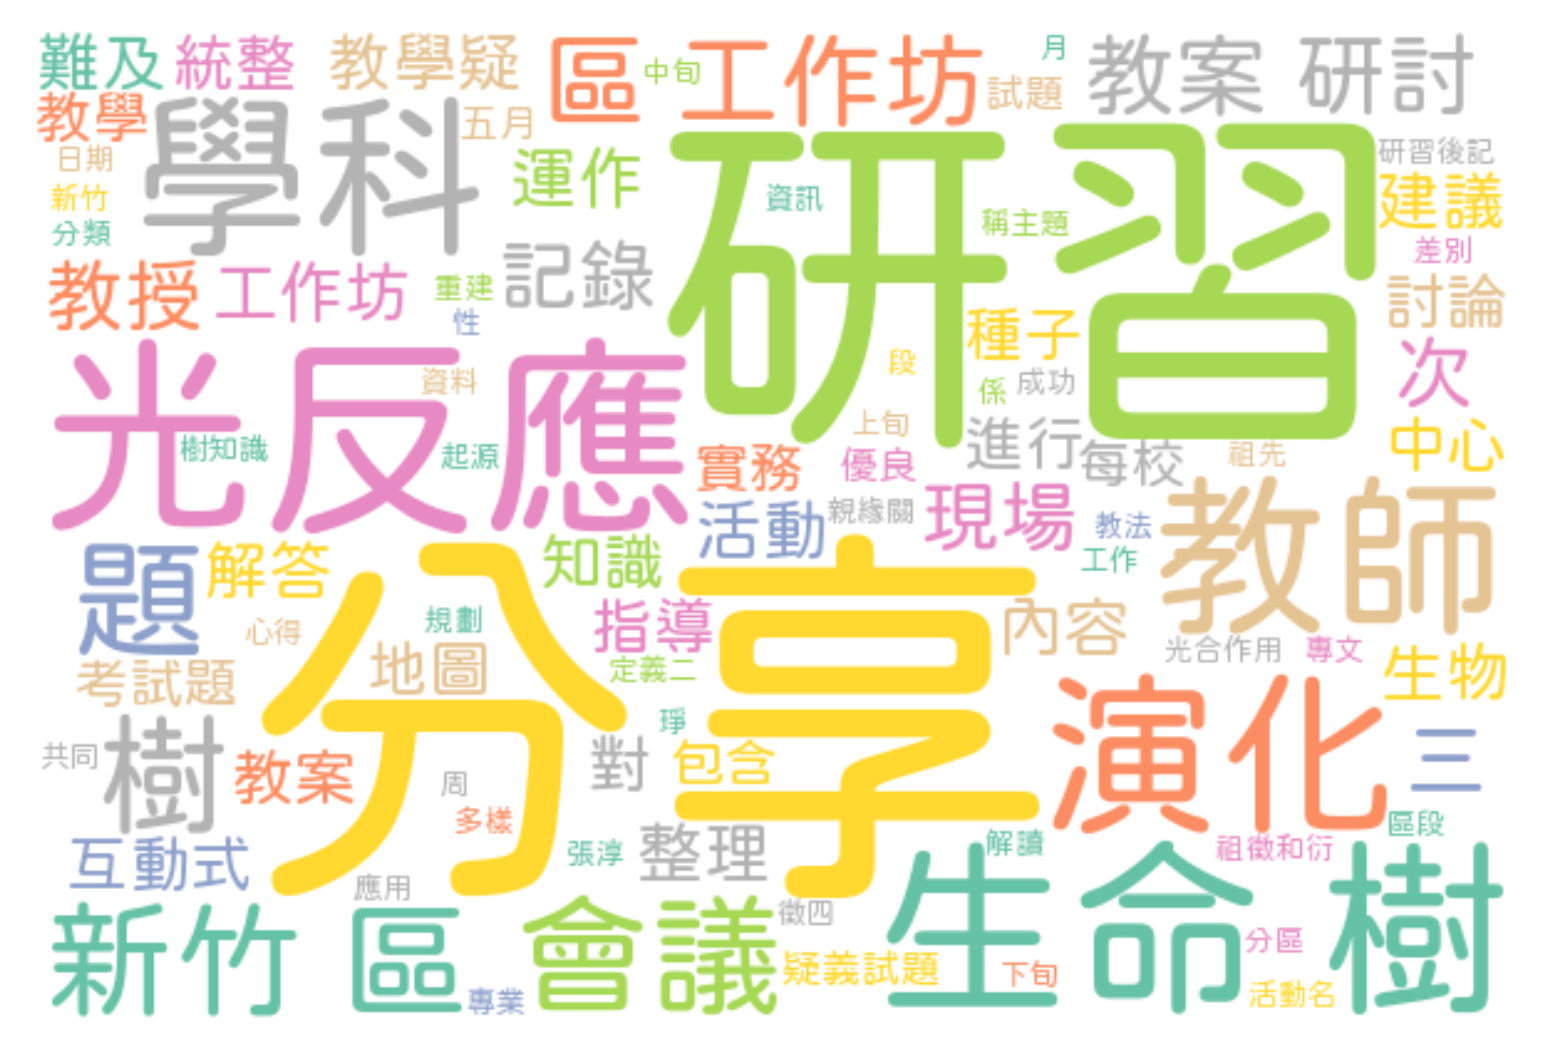 難及 統整 教學疑 區 中旬 工作坊 試題 月 教案 研討
教學 學科 五月
日期 運作 研習 資訊 稱主題 研習後記
新竹 建議
分類 差別
教授 工作坊 重建 記錄 討論
性 種子
光反應 資料 段 係 成功 次
樹知識 起源 上旬 進行 中心
實務 優良 每校 祖先
活動 親緣關 現場 教法 教師
題 解答 知識 工作
分享 心得 規劃 指導 內容
考試題 地圖 定義二 光合作用 專文 生物
樹 琤 演化
共同 教案 周 對 包含 三
多樣 區段
互動式 張淳 整理 解讀 祖徵和衍
應用 徵四 生命樹
新竹 區 會議 疑義試題 下旬 分區
專業 活動名